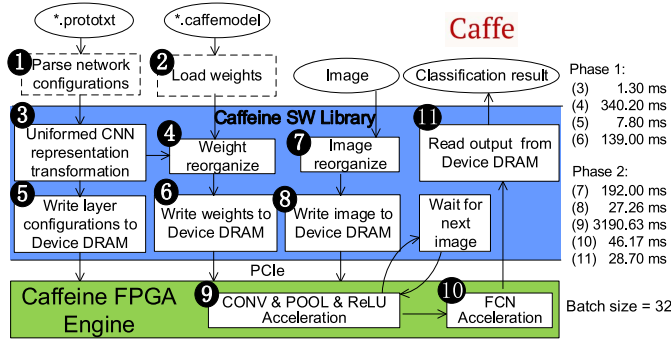 *.prototxt
*.caffemodel
Caffe
1 Parse network
configurations
2 Load weights
Image
Classification result
Caffeine SW Library
3 Uniformed CNN
representation
transformation
4 Weight
reorganize
7 Image
reorganize
11 Read output from
Device DRAM
5 Write layer
configurations to
Device DRAM
6 Write weights to
Device DRAM
8 Write image to
Device DRAM
Wait for
next
image
PCIe
Caffeine FPGA
Engine
9 CONV & POOL & ReLU
Acceleration
10 FCN
Acceleration
Phase 1:
(3) 1.30 ms
(4) 340.20 ms
(5) 7.80 ms
(6) 139.00 ms
Phase 2:
(7) 192.00 ms
(8) 27.26 ms
(9) 3190.63 ms
(10) 46.17 ms
(11) 28.70 ms
Batch size = 32